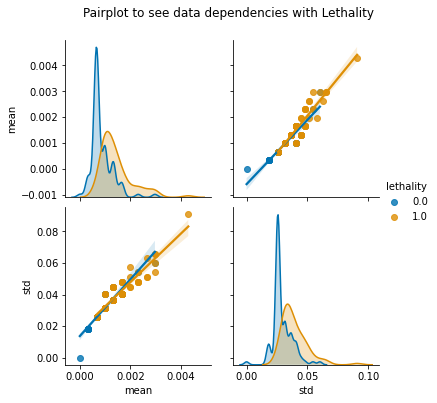 Pairplot to see data dependencies with Lethality
0.005
0.004
0.003
0.002
0.001
0.000
−0.001
mean
lethality
0.0
1.0
0.08
0.06
0.04
0.02
0.00
std
0.000 0.002 0.004
mean
0.00 0.05 0.10
std